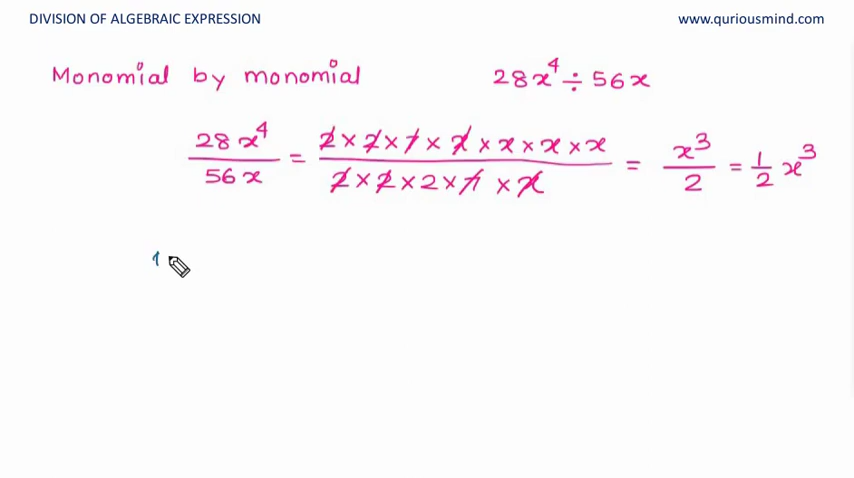 DIVISION OF ALGEBRAIC EXPRESSION www.quriousmind.com
Monomial by monomial 28x⁴ ÷ 56x
28x⁴/56x = 2 × 2 × 7 × x × x × x × x / 2 × 2 × 2 × 7 × x = x³/2 = 1/2 x³